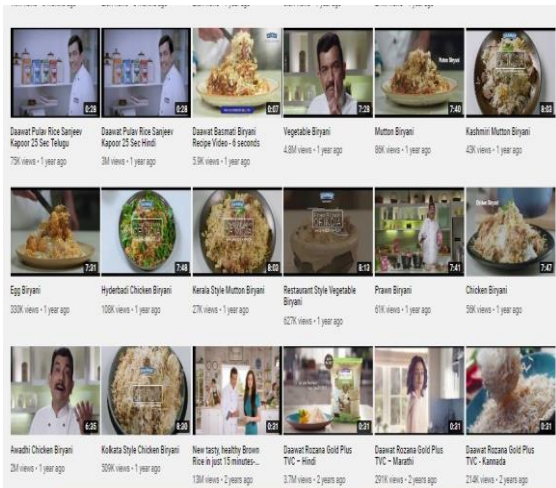 0:28
0:28
0:07
7:28
Mutton Biryani
7:40
8:03
Daawat Pulav Rice Sanjeev
Kapoor 25 Sec Telugu
75K views • 1 year ago
Daawat Pulav Rice Sanjeev
Kapoor 25 Sec Hindi
3M views • 1 year ago
Daawat Basmati Biryani
Recipe Video - 6 seconds
5.9K views • 1 year ago
Vegetable Biryani
4.8M views • 1 year ago
Mutton Biryani
86K views • 1 year ago
Kashmiri Mutton Biryani
43K views • 1 year ago
7:31
7:48
8:03
8:13
7:41
Chicken Biryani
7:47
Egg Biryani
330K views • 1 year ago
Hyderbadi Chicken Biryani
108K views • 1 year ago
Kerala Style Mutton Biryani
27K views • 1 year ago
Restaurant Style Vegetable
Biryani
627K views • 1 year ago
Prawn Biryani
61K views • 1 year ago
Chicken Biryani
56K views • 1 year ago
6:35
8:30
0:31
0:31
0:31
0:31
Awadhi Chicken Biryani
2M views • 1 year ago
Kolkata Style Chicken Biryani
509K views • 1 year ago
New tasty, healthy Brown
Rice in just 15 minutes-...
13M views • 2 years ago
Daawat Rozana Gold Plus
TVC – Hindi
3.7M views • 2 years ago
Daawat Rozana Gold Plus
TVC – Marathi
291K views • 2 years ago
Daawat Rozana Gold Plus
TVC - Kannada
214K views • 2 years ago